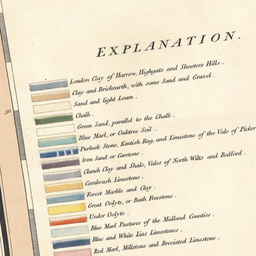 EXPLANATION.
London Clay of Harrow, Highgate and Shooters Hills.
Clay and Brickearth, with some Sand and Gravel.
Sand and light Loam.
Chalk.
Green Sand, parallel to the Chalk.
Blue Marl, or Oaktree Soil.
Purbeck Stone, Kentish Rag, and Limestone of the Vale of Picker
Iron Sand or Carstone.
Clunch Clay and Shale, Vales of North Wilts and Bedford.
Cornbrash Limestone.
Forest Marble and Clay.
Great Oolyte, or Bath Freestone.
Under Oolyte.
Blue Marl Pastures of the Midland Counties.
Blue and White Lias Limestones.
Red Marl, Millstone and Breciated Limestone